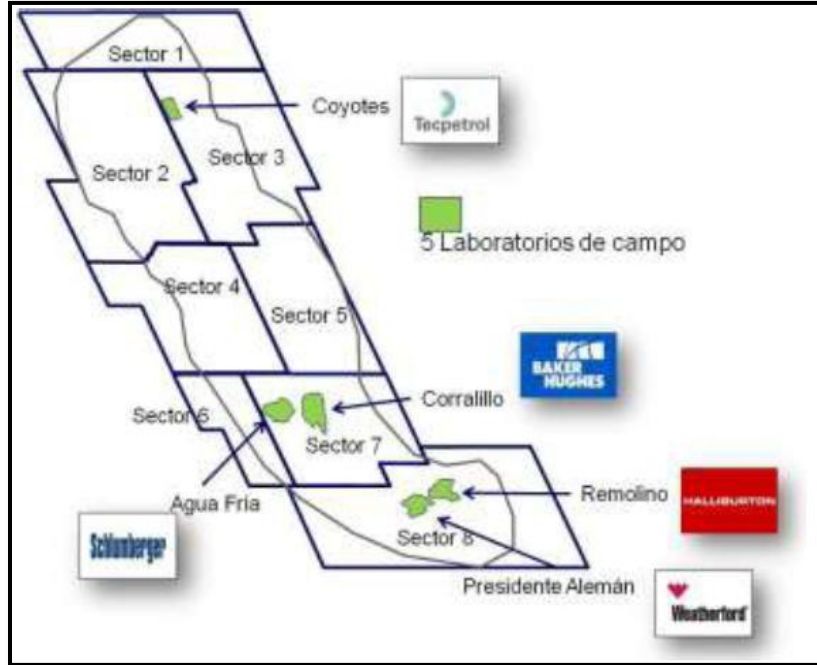 Sector 1
Coyotes
Tecpetrol
Sector 3
Sector 2
5 Laboratorios de campo
Sector 4
Sector 5
BAKER
HUGHES
Corralillo
Sector 6
Sector 7
Agua Fría
Remolino
HALLIBURTON
Schlumberger
Sector 8
Presidente Alemán
Weatherford